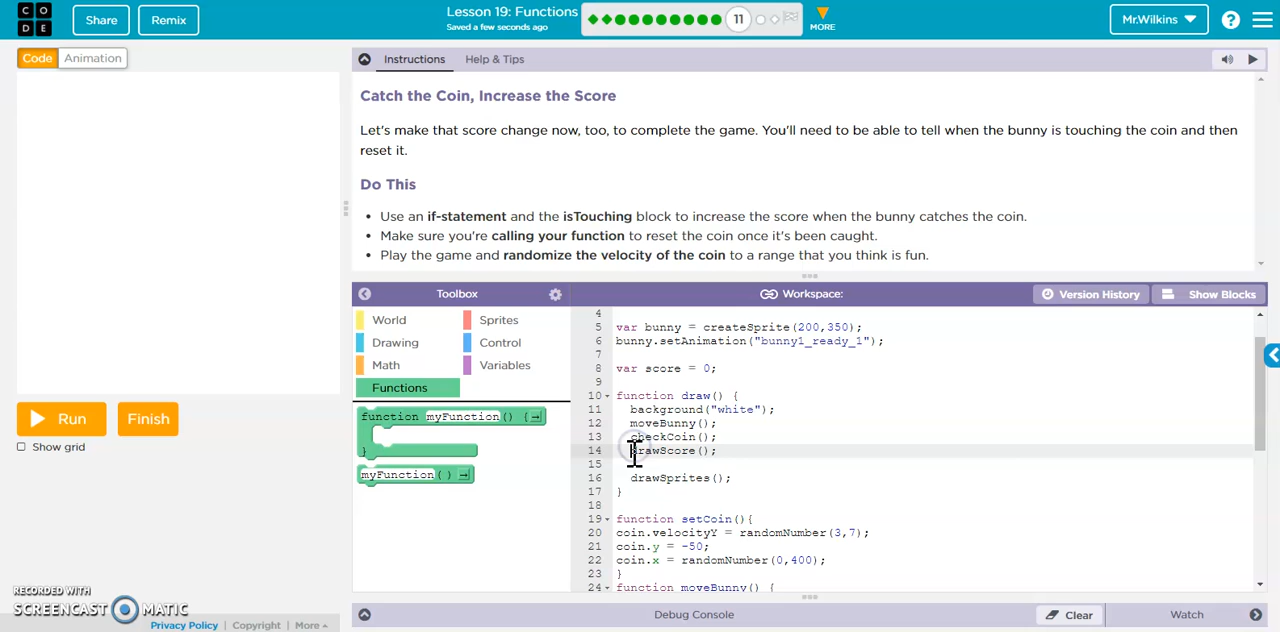 C O
D E
Share
Remix
Lesson 19: Functions
Saved a few seconds ago
11
MORE
Mr.Wilkins
?
Code
Animation
Instructions
Help & Tips
Catch the Coin, Increase the Score
Let's make that score change now, too, to complete the game. You'll need to be able to tell when the bunny is touching the coin and then
reset it.
Do This
• Use an if-statement and the isTouching block to increase the score when the bunny catches the coin.
• Make sure you're calling your function to reset the coin once it's been caught.
• Play the game and randomize the velocity of the coin to a range that you think is fun.
Toolbox
Workspace:
Version History
Show Blocks
World
Sprites
Drawing
Control
Math
Variables
Functions
function myFunction() {
}
myFunction()
4
5 var bunny = createSprite(200,350);
6 bunny.setAnimation("bunny1_ready_1");
7
8 var score = 0;
9
10 function draw() {
11 background("white");
12 moveBunny();
13 checkCoin();
14 drawScore();
15
16 drawSprites();
17 }
18
19 function setCoin(){
20 coin.velocityY = randomNumber(3,7);
21 coin.y = -50;
22 coin.x = randomNumber(0,400);
23 }
24 function moveBunny() {
Run
Finish
Show grid
RECORDED WITH
SCREENCAST MATIC
Privacy Policy | Copyright | More
Debug Console
Clear
Watch